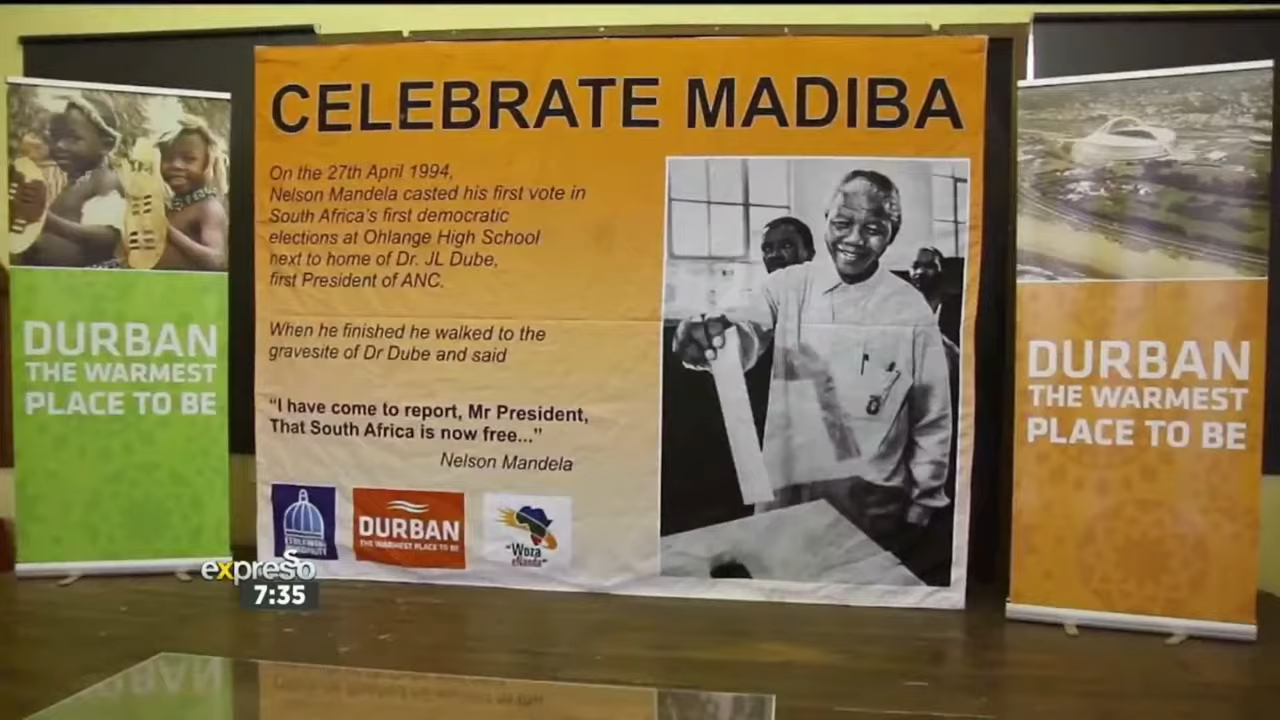 CELEBRATE MADIBA
On the 27th April 1994,
Nelson Mandela casted his first vote in
South Africa's first democratic
elections at Ohlange High School
next to home of Dr. JL Dube,
first President of ANC.
When he finished he walked to the
gravesite of Dr Dube and said
“I have come to report, Mr President,
That South Africa is now free...”
Nelson Mandela
DURBAN
THE WARMEST PLACE TO BE
"Woza
eNanda"
DURBAN
THE WARMEST
PLACE TO BE
DURBAN
THE WARMEST
PLACE TO BE
expreso
7:35